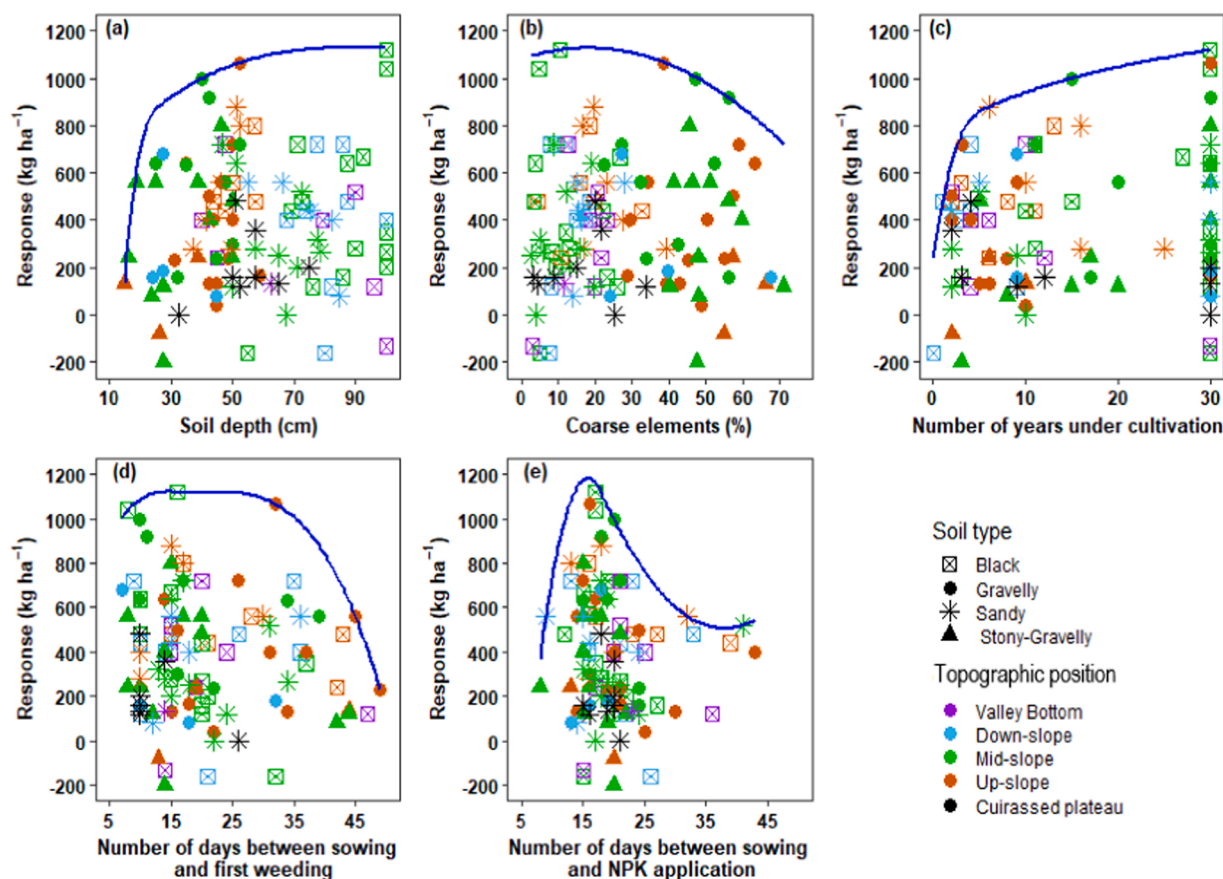 (a)
(b)
(c)
1200
1000
800
600
400
200
0
-200
Response (kg ha⁻¹)
10 30 50 70 90
Soil depth (cm)
1200
1000
800
600
400
200
0
-200
Response (kg ha⁻¹)
0 10 20 30 40 50 60 70
Coarse elements (%)
1200
1000
800
600
400
200
0
-200
Response (kg ha⁻¹)
0 10 20 30
Number of years under cultivation
(d)
(e)
1200
1000
800
600
400
200
0
-200
Response (kg ha⁻¹)
5 15 25 35 45
Number of days between sowing
and first weeding
1200
1000
800
600
400
200
0
-200
Response (kg ha⁻¹)
5 15 25 35 45
Number of days between sowing
and NPK application
Soil type
Black
Gravelly
Sandy
Stony-Gravelly
Topographic position
Valley Bottom
Down-slope
Mid-slope
Up-slope
Cuirassed plateau